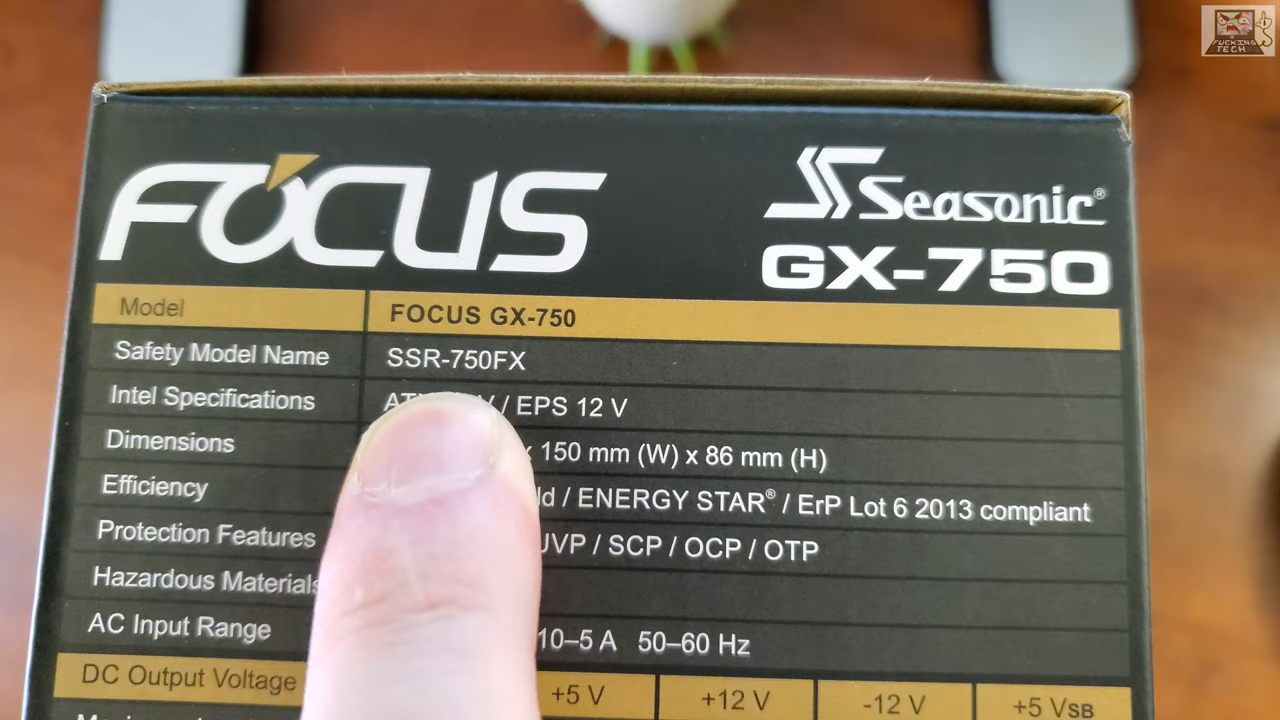 FUCKING
TECH
FOCUS
Seasonic®
GX-750
Model FOCUS GX-750
Safety Model Name SSR-750FX
Intel Specifications / EPS 12 V
Dimensions x 150 mm (W) x 86 mm (H)
Efficiency / ENERGY STAR® / ErP Lot 6 2013 compliant
Protection Features UVP / SCP / OCP / OTP
Hazardous Materials
AC Input Range 10–5 A 50–60 Hz
DC Output Voltage +5 V +12 V -12 V +5 VSB